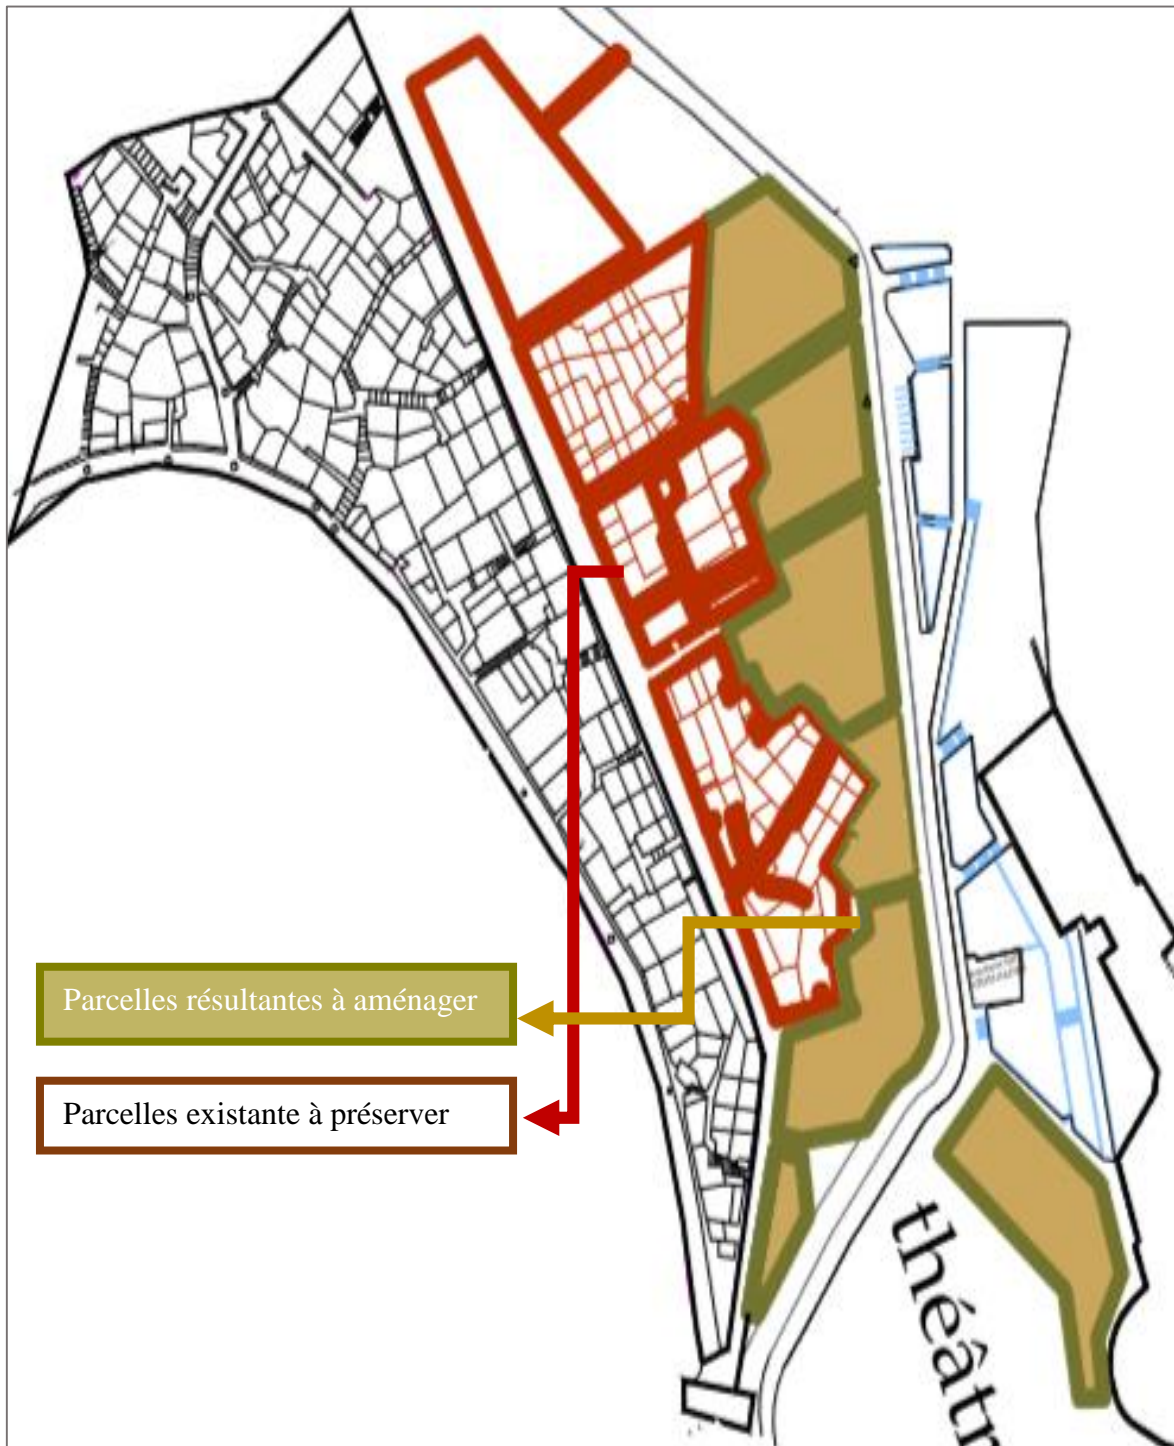 Parcelles résultantes à aménager
Parcelles existante à préserver
théâtr